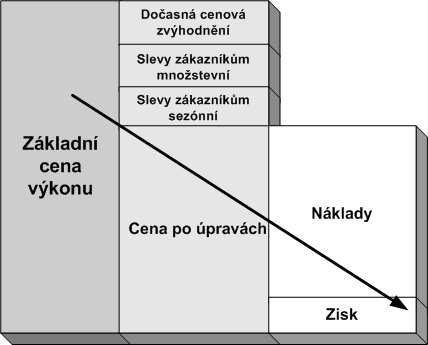 Základní
cena
výkonu
Dočasná cenová
zvýhodnění
Slevy zákazníkům
množstevní
Slevy zákazníkům
sezónní
Cena po úpravách
Náklady
Zisk